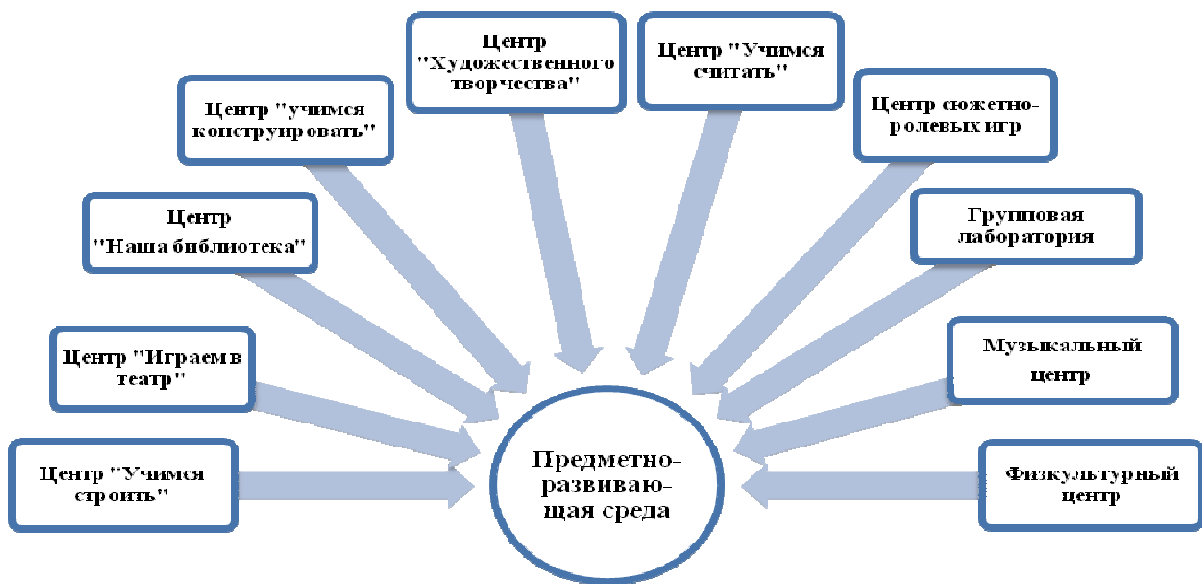 Центр
"Художественного
творчества"
Центр "Учимся
считать"
Центр "учимся
конструировать"
Центр сюжетно-
ролевых игр
Центр
"Наша библиотека"
Групповая
лаборатория
Центр "Играем в
театр"
Музыкальный
центр
Центр "Учимся
строить"
Предметно-
развиваю-
щая среда
Физкультурный
центр